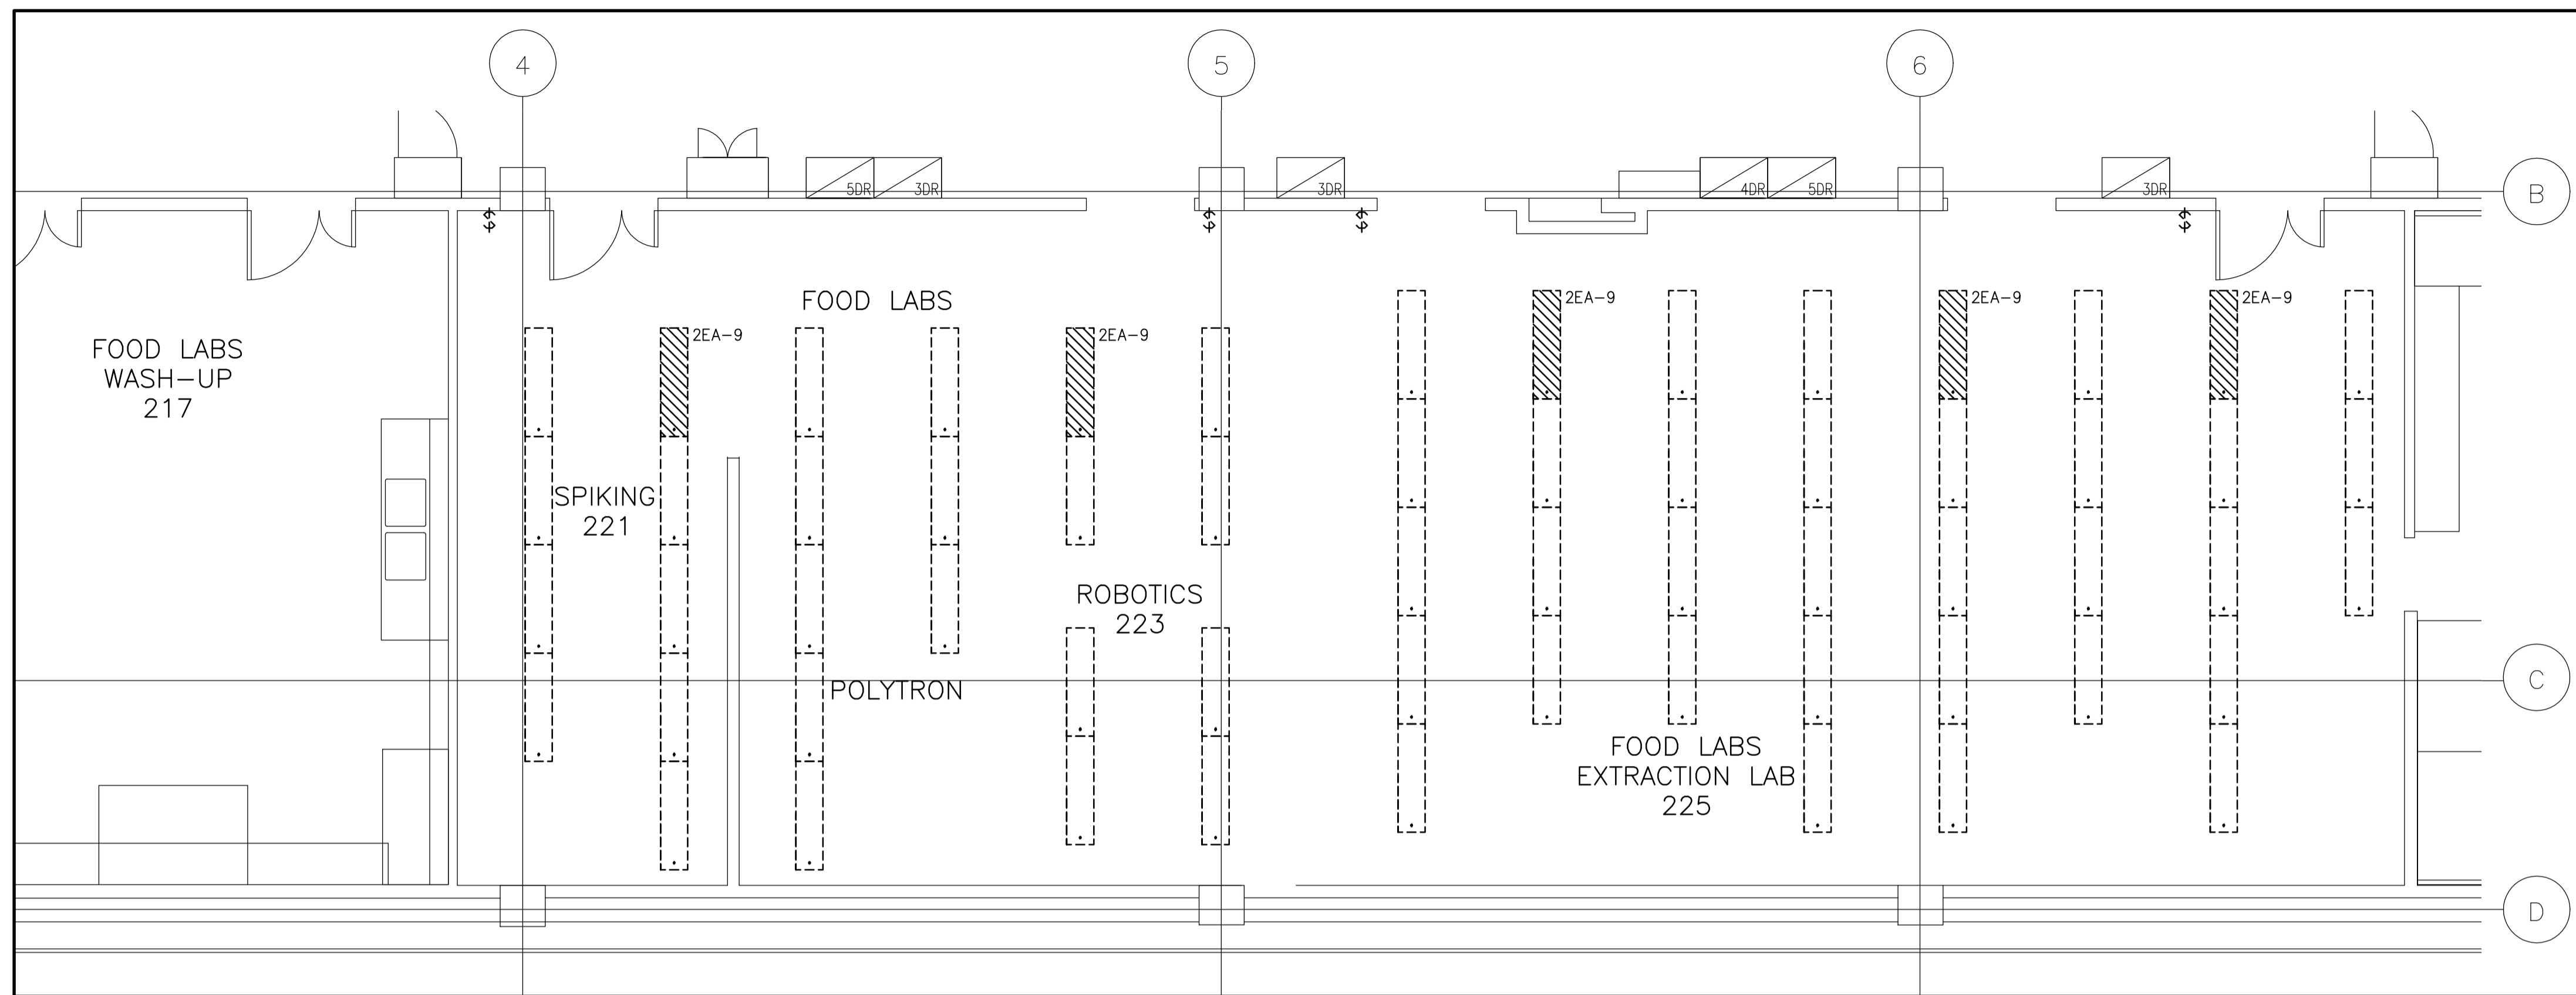 4
5
6
5DR
3DR
3DR
4DR
5DR
3DR
B
$
$
$
$
FOOD LABS
2EA-9
2EA-9
2EA-9
2EA-9
2EA-9
FOOD LABS
WASH-UP
217
SPIKING
221
ROBOTICS
223
POLYTRON
C
FOOD LABS
EXTRACTION LAB
225
D